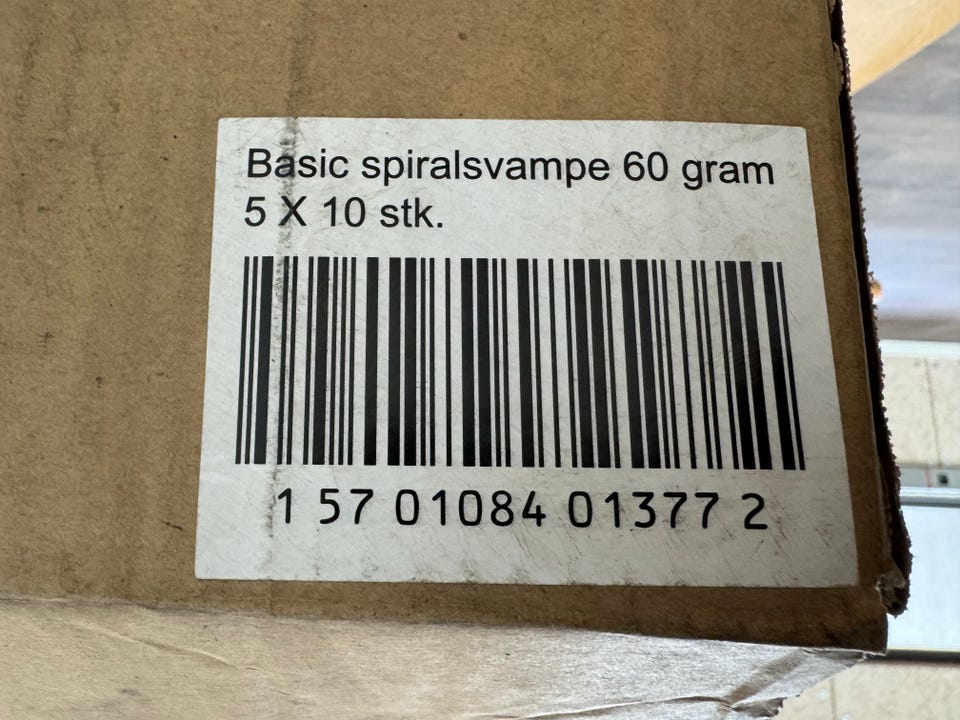 Basic spiralsvampe 60 gram
5 X 10 stk.
1 57 01084 01377 2